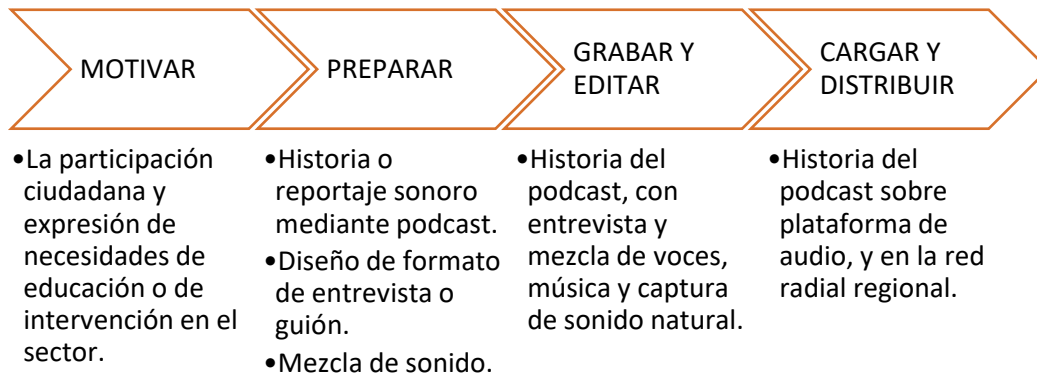 MOTIVAR
•La participación
ciudadana y
expresión de
necesidades de
educación o de
intervención en el
sector.
PREPARAR
•Historia o
reportaje sonoro
mediante podcast.
•Diseño de formato
de entrevista o
guión.
•Mezcla de sonido.
GRABAR Y
EDITAR
•Historia del
podcast, con
entrevista y
mezcla de voces,
música y captura
de sonido natural.
CARGAR Y
DISTRIBUIR
•Historia del
podcast sobre
plataforma de
audio, y en la red
radial regional.